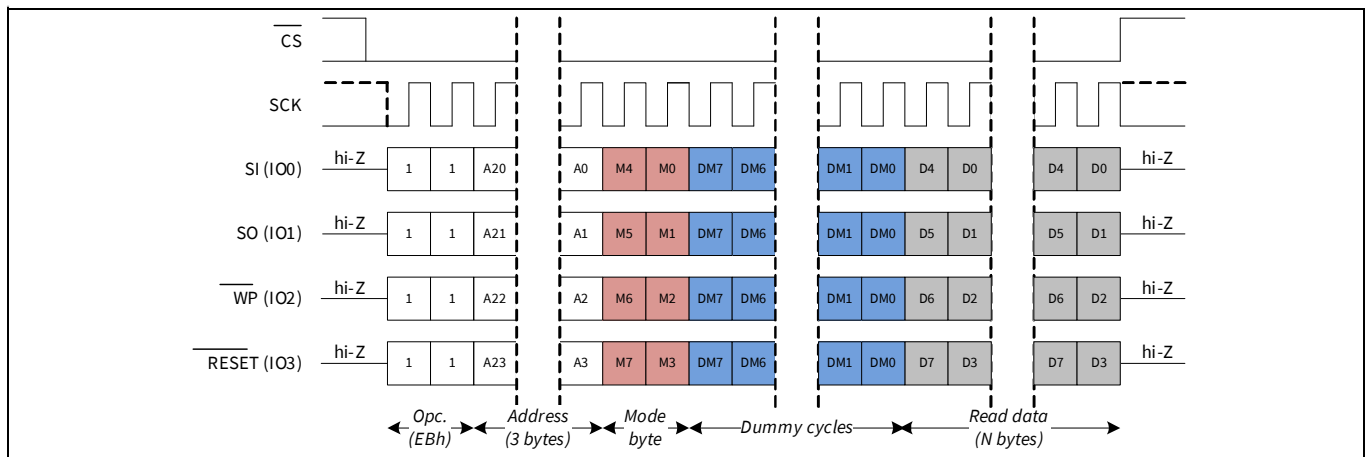 CS
SCK
SI (IO0) hi-Z 1 1 A20 A0 M4 M0 DM7 DM6 DM1 DM0 D4 D0 D4 D0 hi-Z
SO (IO1) hi-Z 1 1 A21 A1 M5 M1 DM7 DM6 DM1 DM0 D5 D1 D5 D1 hi-Z
WP (IO2) hi-Z 1 1 A22 A2 M6 M2 DM7 DM6 DM1 DM0 D6 D2 D6 D2 hi-Z
RESET (IO3) hi-Z 1 1 A23 A3 M7 M3 DM7 DM6 DM1 DM0 D7 D3 D7 D3 hi-Z
Opc. Address Mode Dummy cycles Read data
(EBh) (3 bytes) byte (N bytes)